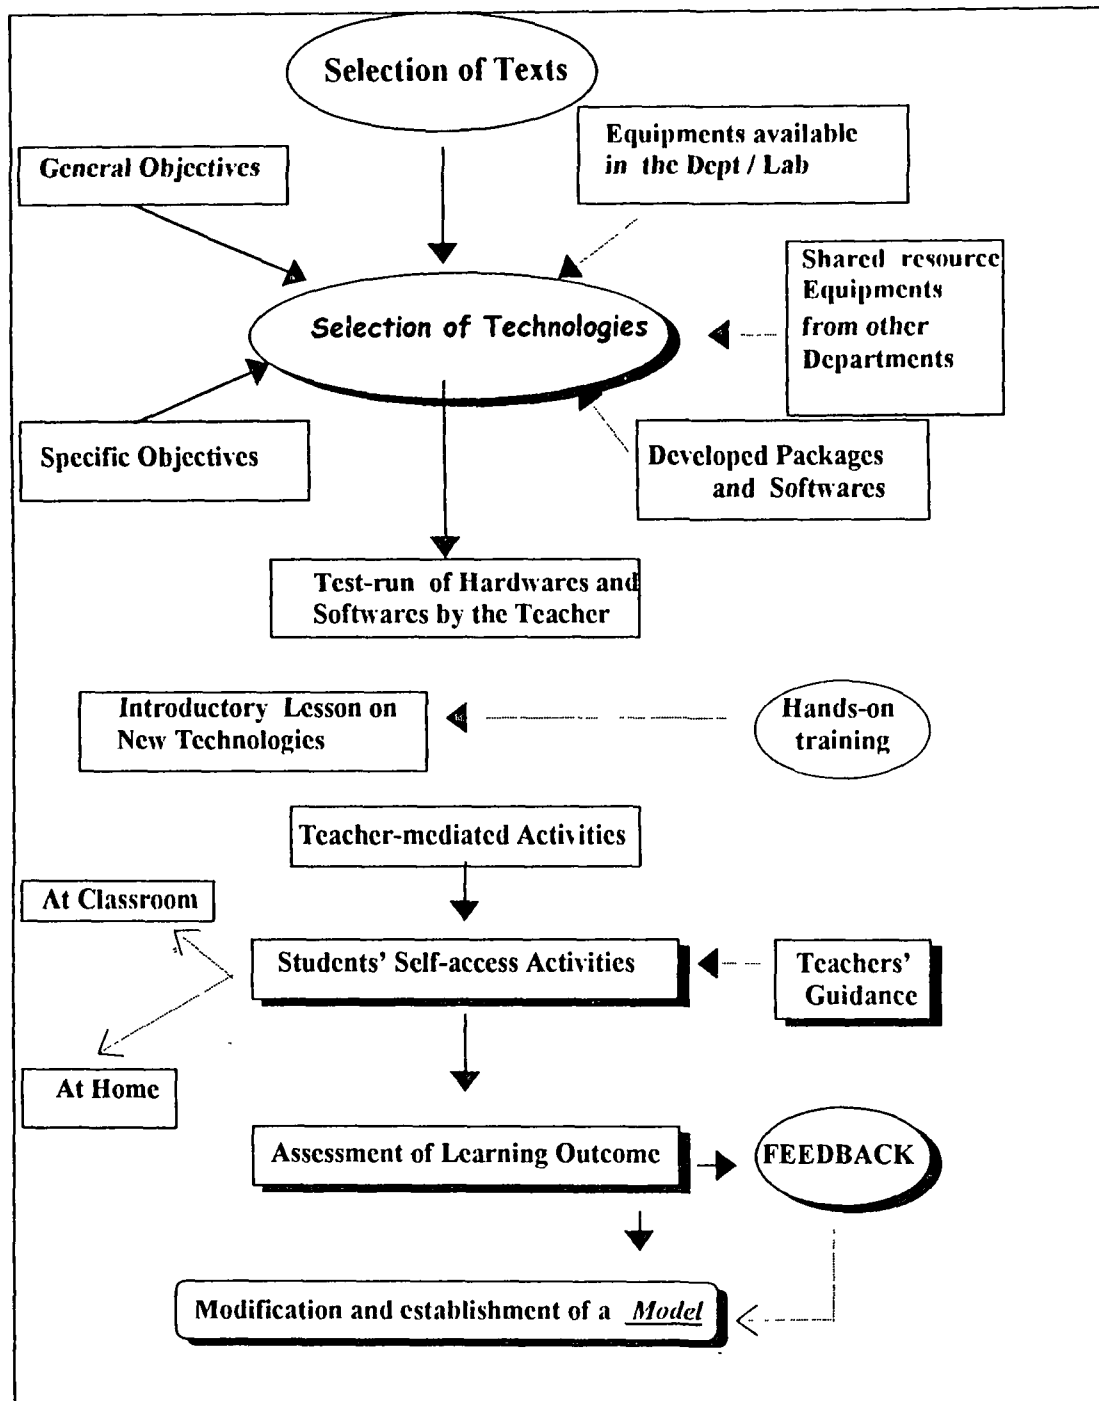 Selection of Texts
Equipments available
in the Dept / Lab
General Objectives
Shared resource
Equipments
from other
Departments
Selection of Technologies
Specific Objectives
Developed Packages
and Softwares
Test-run of Hardwares and
Softwares by the Teacher
Introductory Lesson on
New Technologies
Hands-on
training
Teacher-mediated Activities
At Classroom
Students' Self-access Activities
Teachers'
Guidance
At Home
Assessment of Learning Outcome
FEEDBACK
Modification and establishment of a Model